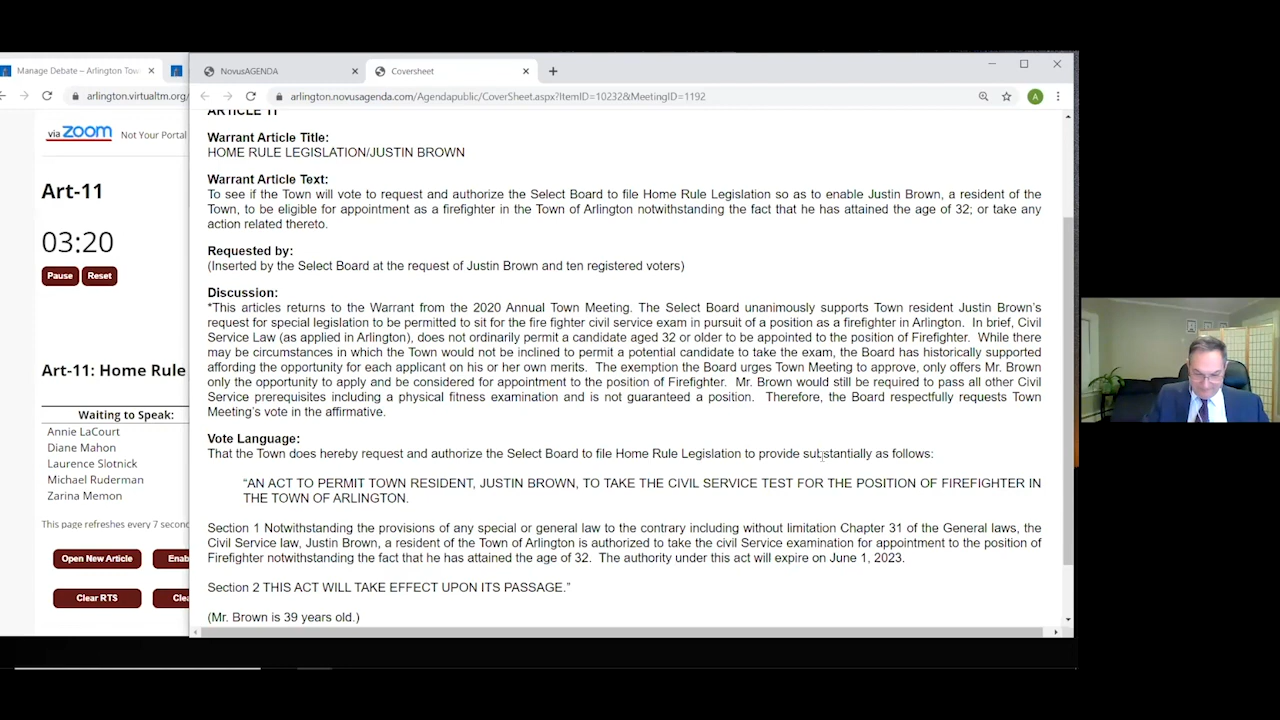 Manage Debate – Arlington Tow
arlington.virtualtm.org/
via zoom Not Your Portal
Art-11
03:20
Pause Reset
Art-11: Home Rule
Waiting to Speak:
Annie LaCourt
Diane Mahon
Laurence Slotnick
Michael Ruderman
Zarina Memon
This page refreshes every 7 second
Open New Article Enab
Clear RTS Clea
NovusAGENDA Coversheet
arlington.novusagenda.com/Agendapublic/CoverSheet.aspx?ItemID=10232&MeetingID=1192
A
ARTICLE 11
Warrant Article Title:
HOME RULE LEGISLATION/JUSTIN BROWN
Warrant Article Text:
To see if the Town will vote to request and authorize the Select Board to file Home Rule Legislation so as to enable Justin Brown, a resident of the
Town, to be eligible for appointment as a firefighter in the Town of Arlington notwithstanding the fact that he has attained the age of 32; or take any
action related thereto.
Requested by:
(Inserted by the Select Board at the request of Justin Brown and ten registered voters)
Discussion:
*This articles returns to the Warrant from the 2020 Annual Town Meeting. The Select Board unanimously supports Town resident Justin Brown's
request for special legislation to be permitted to sit for the fire fighter civil service exam in pursuit of a position as a firefighter in Arlington. In brief, Civil
Service Law (as applied in Arlington), does not ordinarily permit a candidate aged 32 or older to be appointed to the position of Firefighter. While there
may be circumstances in which the Town would not be inclined to permit a potential candidate to take the exam, the Board has historically supported
affording the opportunity for each applicant on his or her own merits. The exemption the Board urges Town Meeting to approve, only offers Mr. Brown
only the opportunity to apply and be considered for appointment to the position of Firefighter. Mr. Brown would still be required to pass all other Civil
Service prerequisites including a physical fitness examination and is not guaranteed a position. Therefore, the Board respectfully requests Town
Meeting's vote in the affirmative.
Vote Language:
That the Town does hereby request and authorize the Select Board to file Home Rule Legislation to provide substantially as follows:
“AN ACT TO PERMIT TOWN RESIDENT, JUSTIN BROWN, TO TAKE THE CIVIL SERVICE TEST FOR THE POSITION OF FIREFIGHTER IN
THE TOWN OF ARLINGTON.
Section 1 Notwithstanding the provisions of any special or general law to the contrary including without limitation Chapter 31 of the General laws, the
Civil Service law, Justin Brown, a resident of the Town of Arlington is authorized to take the civil Service examination for appointment to the position of
Firefighter notwithstanding the fact that he has attained the age of 32. The authority under this act will expire on June 1, 2023.
Section 2 THIS ACT WILL TAKE EFFECT UPON ITS PASSAGE.”
(Mr. Brown is 39 years old.)